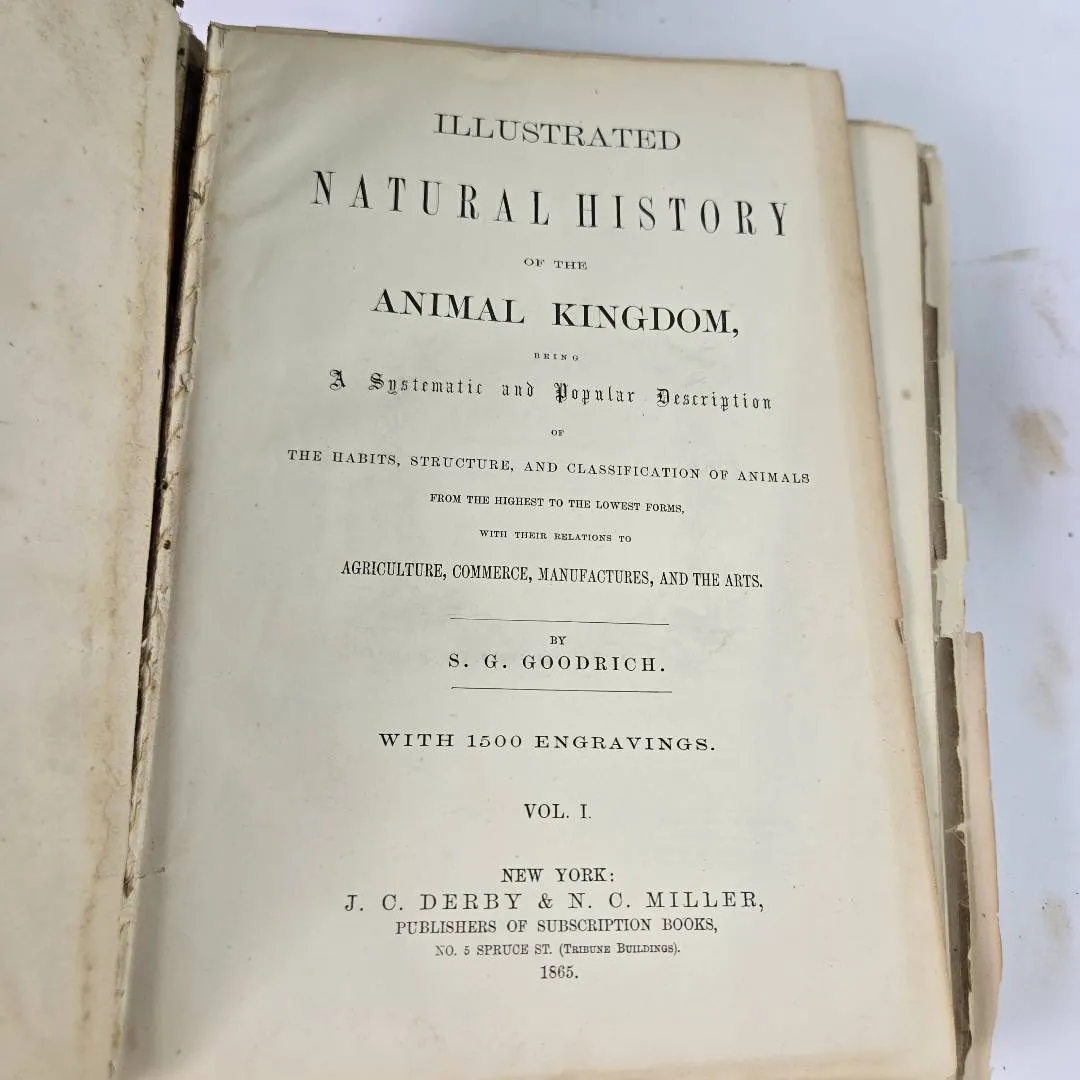 ILLUSTRATED
NATURAL HISTORY
OF THE
ANIMAL KINGDOM,
BEING
A Systematic and Popular Description
OF
THE HABITS, STRUCTURE, AND CLASSIFICATION OF ANIMALS
FROM THE HIGHEST TO THE LOWEST FORMS,
WITH THEIR RELATIONS TO
AGRICULTURE, COMMERCE, MANUFACTURES, AND THE ARTS.
BY
S. G. GOODRICH.
WITH 1500 ENGRAVINGS.
VOL. I.
NEW YORK:
J. C. DERBY & N. C. MILLER,
PUBLISHERS OF SUBSCRIPTION BOOKS,
NO. 5 SPRUCE ST. (TRIBUNE BUILDINGS).
1865.